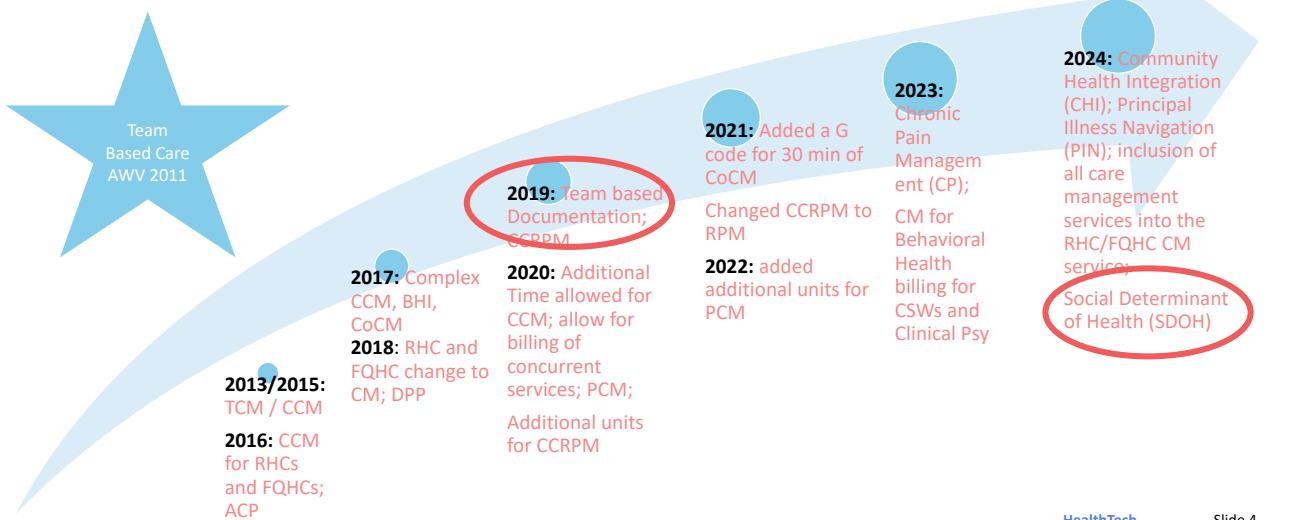 Team
Based Care
AWV 2011
2013/2015:
TCM / CCM
2016: CCM
for RHCs
and FQHCs;
ACP
2017: Complex
CCM, BHI,
CoCM
2018: RHC and
FQHC change to
CM; DPP
2019: Team based
Documentation;
CCRPM
2020: Additional
Time allowed for
CCM; allow for
billing of
concurrent
services; PCM;
Additional units
for CCRPM
2021: Added a G
code for 30 min of
CoCM
Changed CCRPM to
RPM
2022: added
additional units for
PCM
2023:
Chronic
Pain
Managem
ent (CP);
CM for
Behavioral
Health
billing for
CSWs and
Clinical Psy
2024: Community
Health Integration
(CHI); Principal
Illness Navigation
(PIN); inclusion of
all care
management
services into the
RHC/FQHC CM
service;
Social Determinant
of Health (SDOH)
HealthTech Slide 4